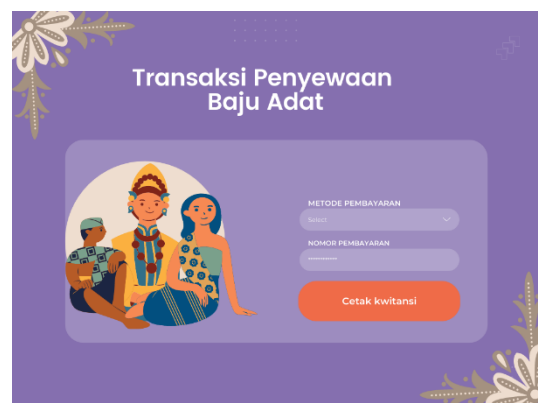 Transaksi Penyewaan
Baju Adat
METODE PEMBAYARAN
Select
NOMOR PEMBAYARAN
Cetak kwitansi